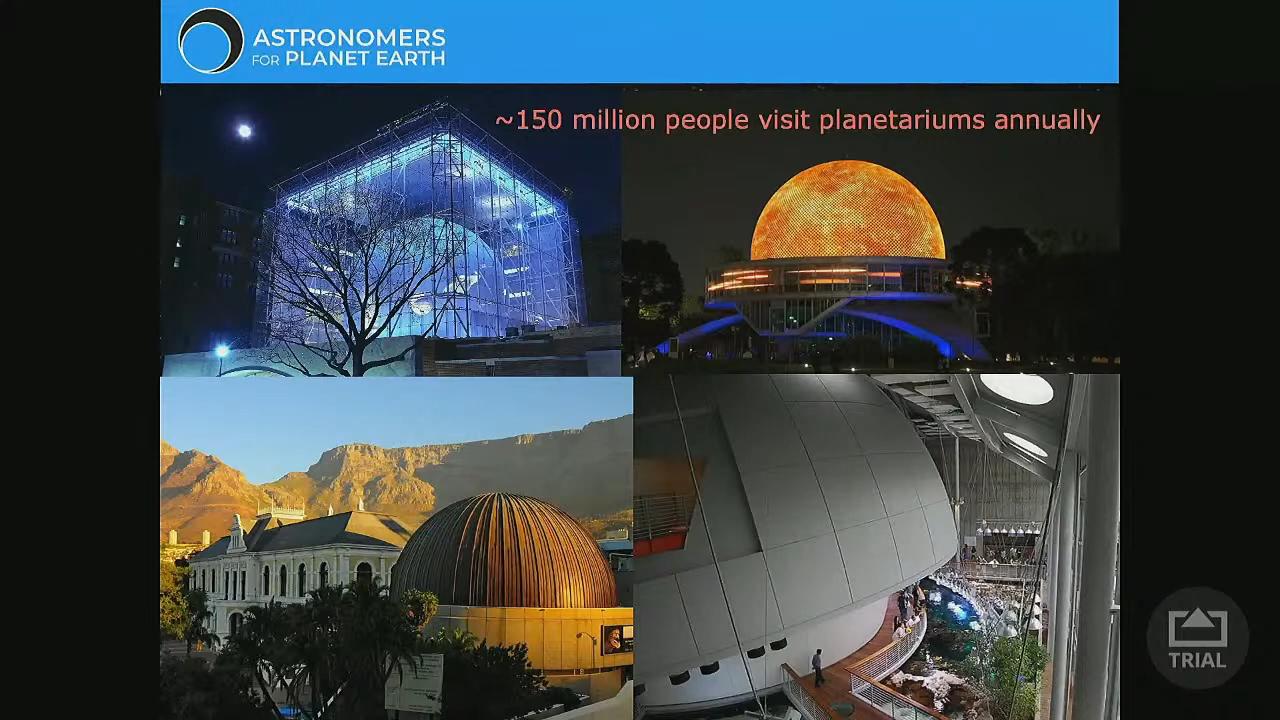 ASTRONOMERS
FOR PLANET EARTH
~150 million people visit planetariums annually
TRIAL